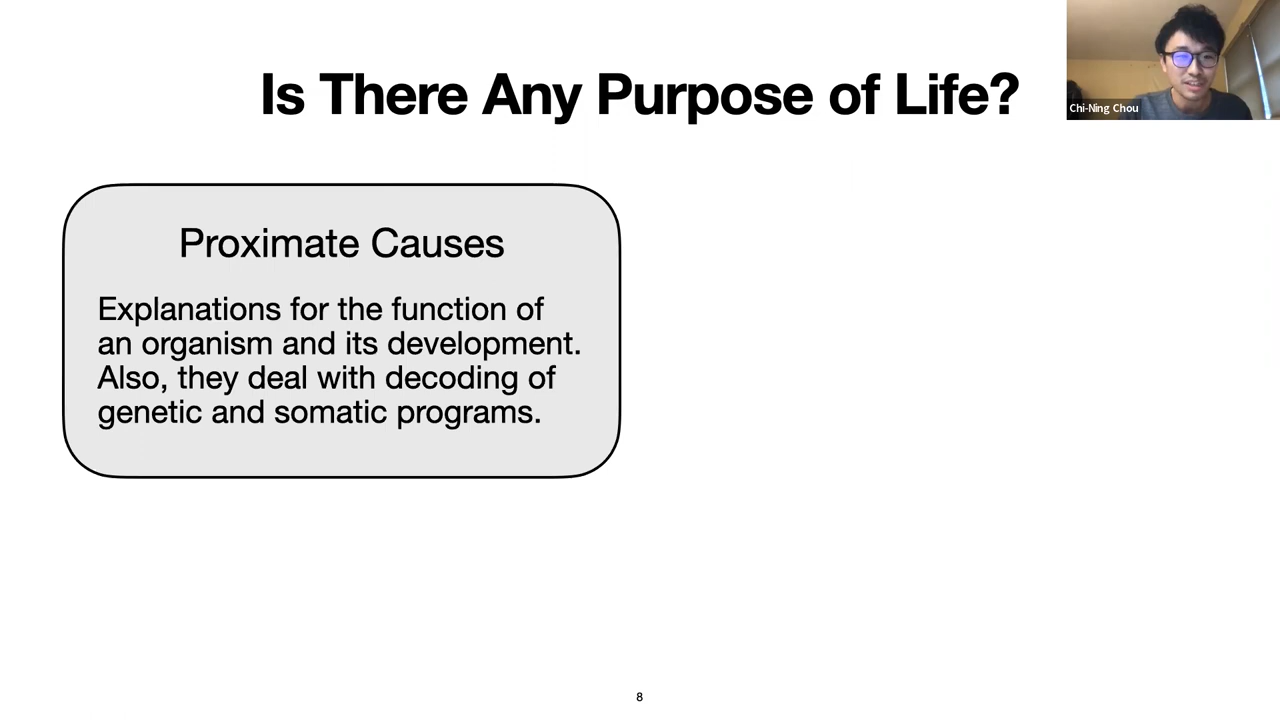 Is There Any Purpose of Life?
Chi-Ning Chou
Proximate Causes
Explanations for the function of
an organism and its development.
Also, they deal with decoding of
genetic and somatic programs.
8